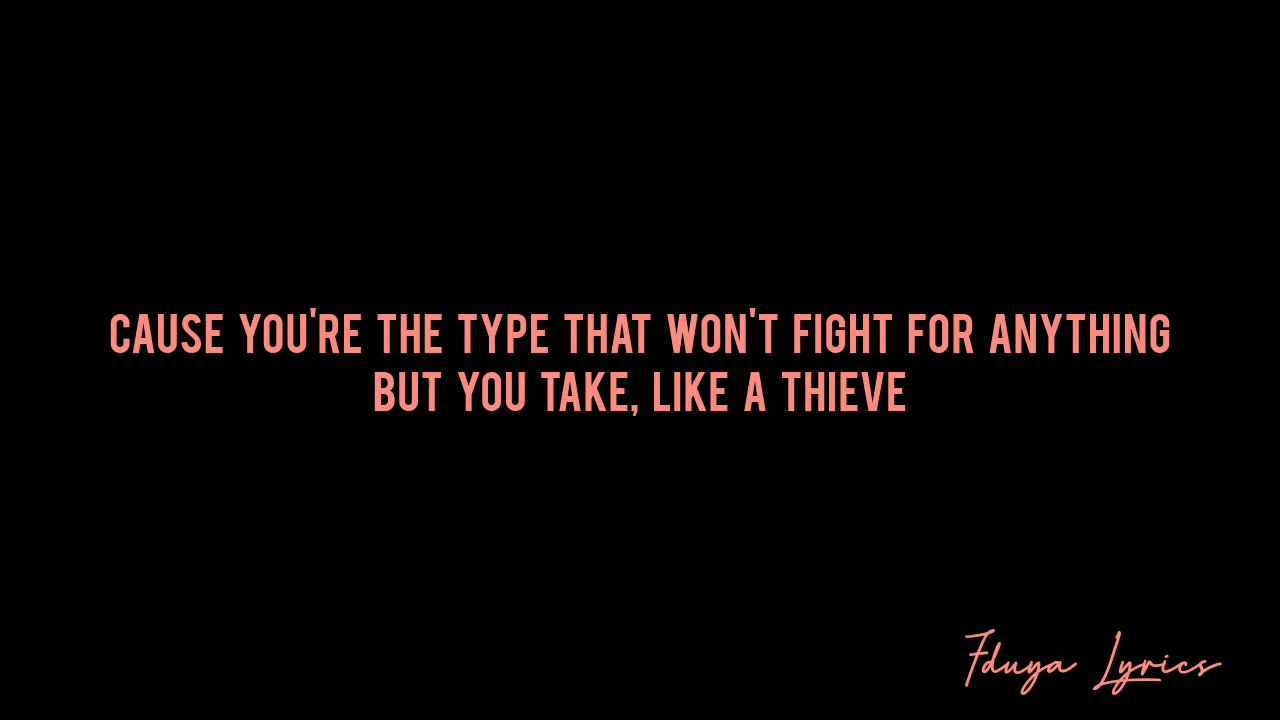 CAUSE YOU'RE THE TYPE THAT WON'T FIGHT FOR ANYTHING
BUT YOU TAKE, LIKE A THIEVE
Fduya Lyrics